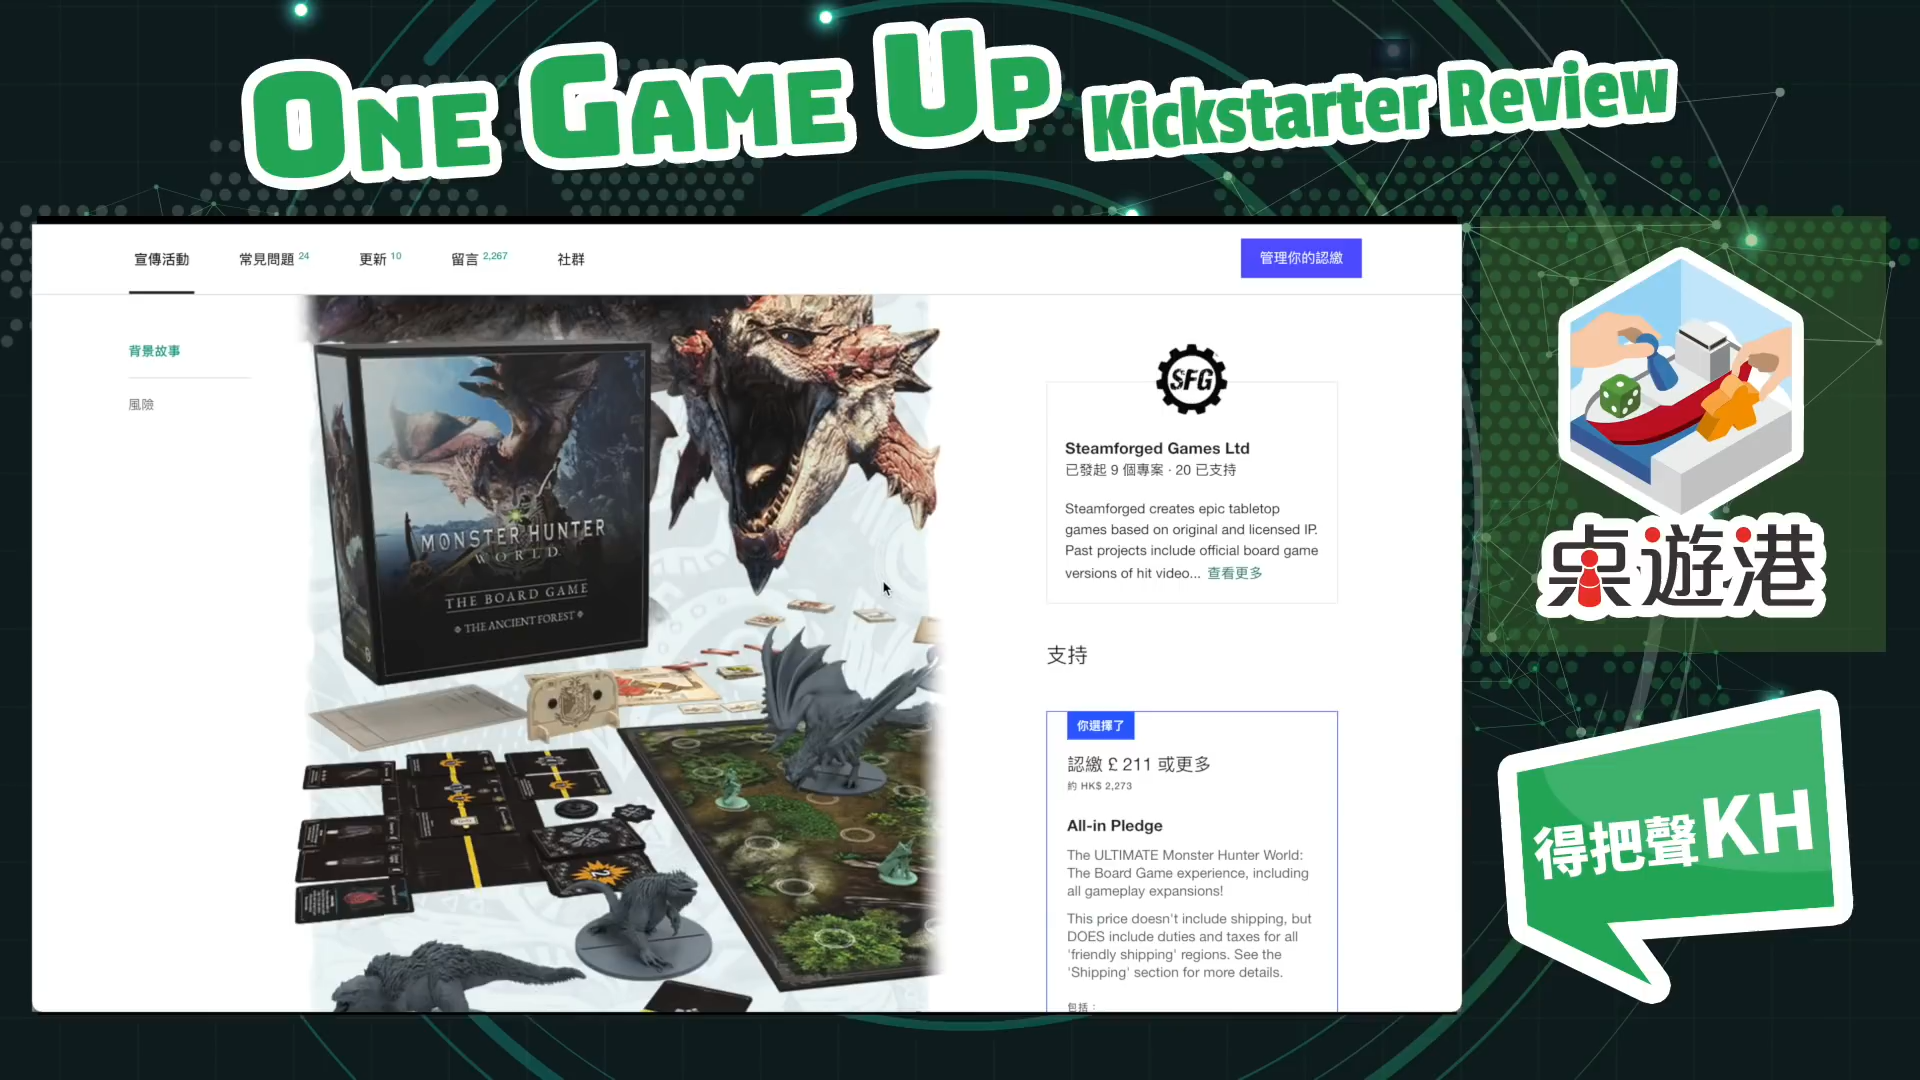 One Game Up Kickstarter Review
宣傳活動
常見問題 24
更新 10
留言 2,267
社群
管理你的認繳
背景故事
風險
MONSTER HUNTER
WORLD
THE BOARD GAME
THE ANCIENT FOREST
SFG
Steamforged Games Ltd
已發起 9 個專案 · 20 已支持
Steamforged creates epic tabletop
games based on original and licensed IP.
Past projects include official board game
versions of hit video... 查看更多
支持
你選擇了
認繳 £ 211 或更多
約 HK$ 2,273
All-in Pledge
The ULTIMATE Monster Hunter World:
The Board Game experience, including
all gameplay expansions!
This price doesn't include shipping, but
DOES include duties and taxes for all
'friendly shipping' regions. See the
'Shipping' section for more details.
包括：
桌遊港
得把聲KH